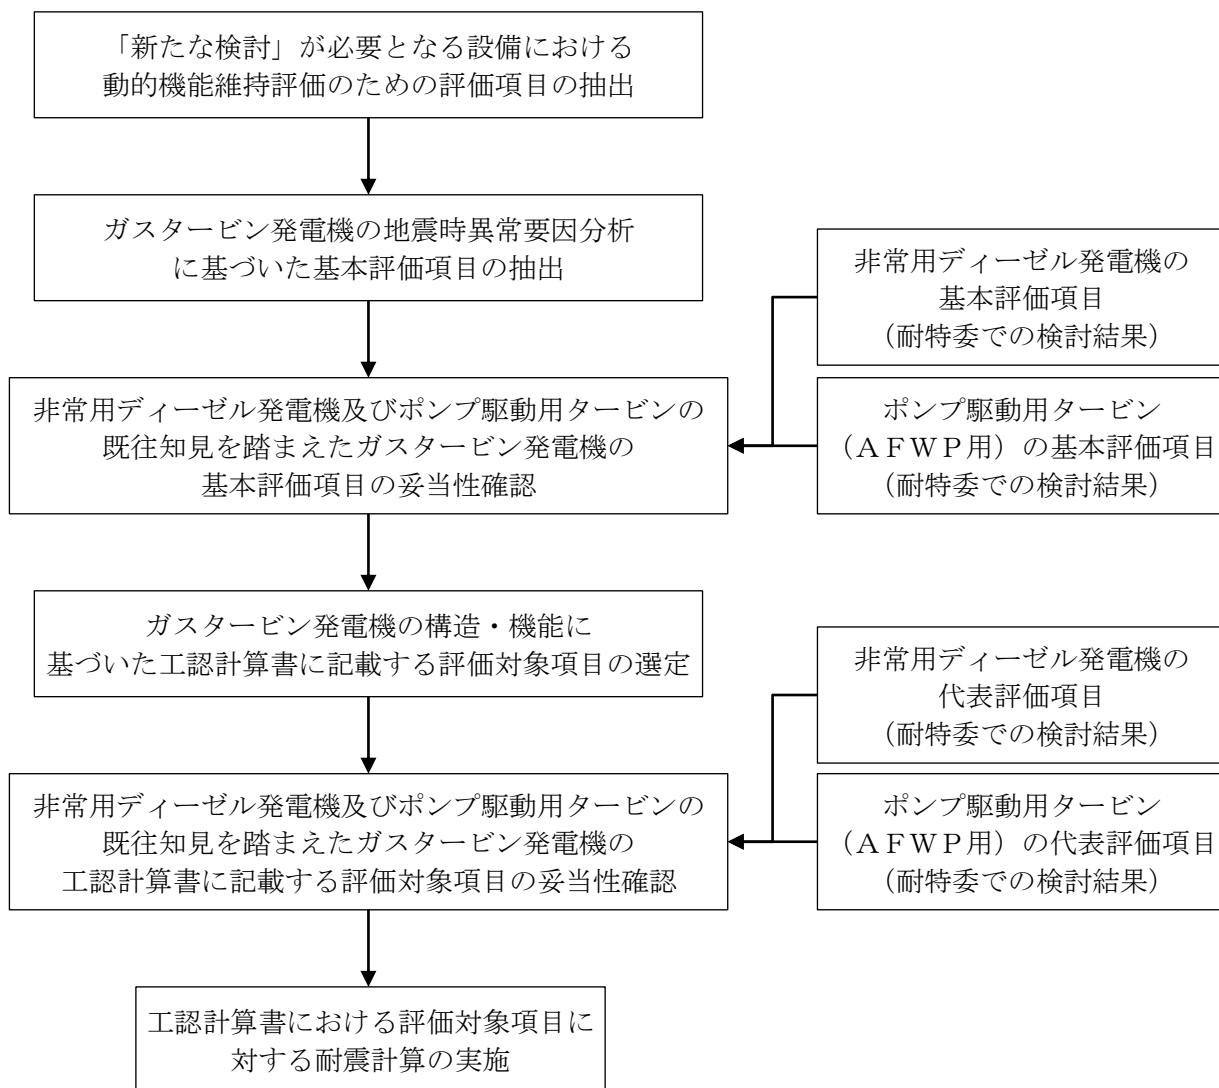 「新たな検討」が必要となる設備における
動的機能維持評価のための評価項目の抽出
ガスタービン発電機の地震時異常要因分析
に基づいた基本評価項目の抽出
非常用ディーゼル発電機の
基本評価項目
（耐特委での検討結果）
非常用ディーゼル発電機及びポンプ駆動用タービンの
既往知見を踏まえたガスタービン発電機の
基本評価項目の妥当性確認
ポンプ駆動用タービン
（ＡＦＷＰ用）の基本評価項目
（耐特委での検討結果）
ガスタービン発電機の構造・機能に
基づいた工認計算書に記載する評価対象項目の選定
非常用ディーゼル発電機の
代表評価項目
（耐特委での検討結果）
非常用ディーゼル発電機及びポンプ駆動用タービンの
既往知見を踏まえたガスタービン発電機の
工認計算書に記載する評価対象項目の妥当性確認
ポンプ駆動用タービン
（ＡＦＷＰ用）の代表評価項目
（耐特委での検討結果）
工認計算書における評価対象項目に
対する耐震計算の実施